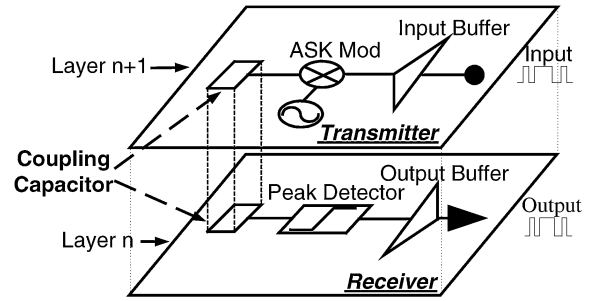 Input Buffer
ASK Mod
Input
Layer n+1
Transmitter
Coupling
Capacitor
Output Buffer
Peak Detector
Output
Layer n
Receiver